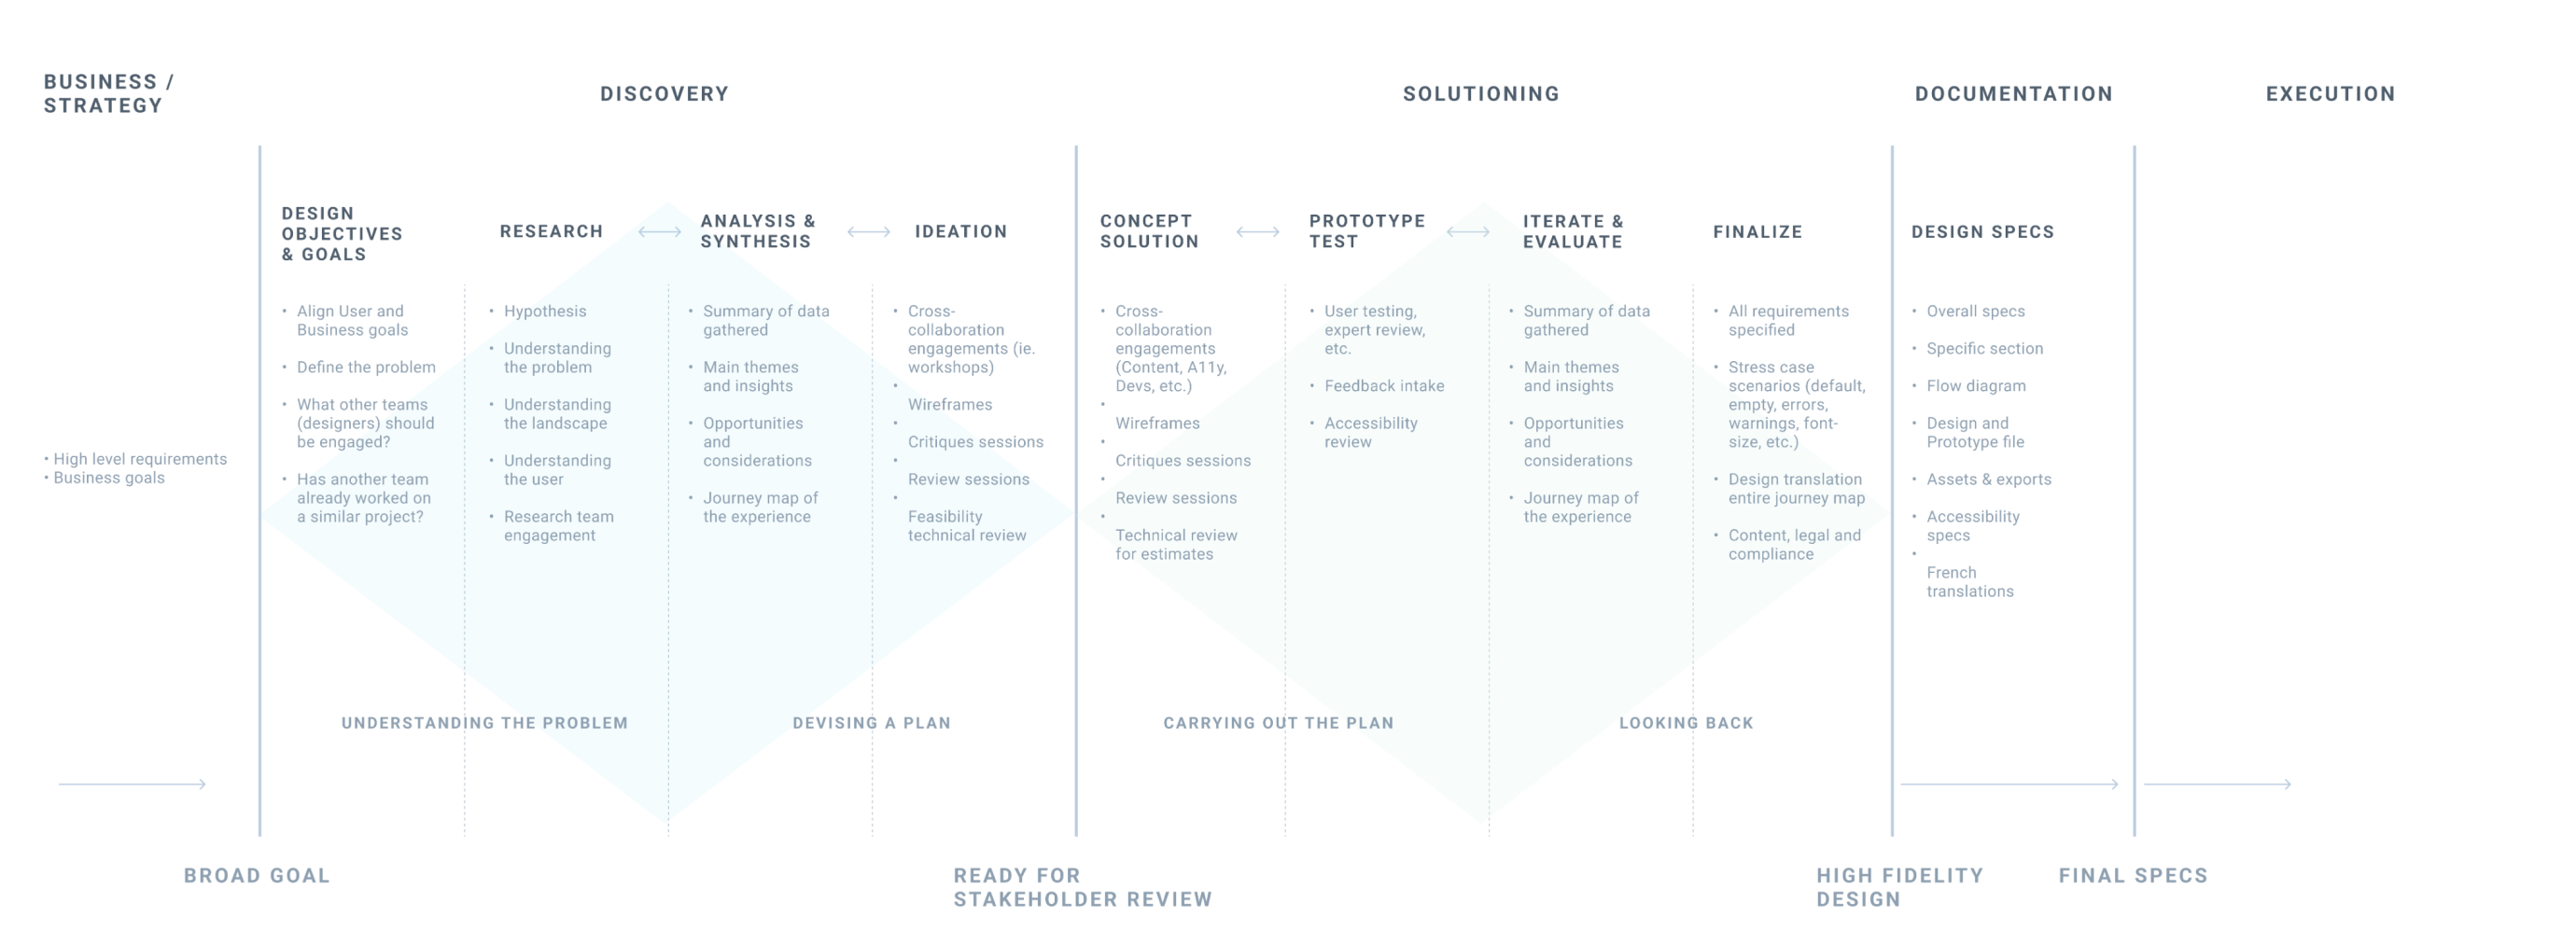 BUSINESS /
STRATEGY
DISCOVERY
SOLUTIONING
DOCUMENTATION
EXECUTION
• High level requirements
• Business goals
DESIGN
OBJECTIVES
& GOALS
• Align User and
Business goals
• Define the problem
• What other teams
(designers) should
be engaged?
• Has another team
already worked on
a similar project?
RESEARCH
• Hypothesis
• Understanding
the problem
• Understanding
the landscape
• Understanding
the user
• Research team
engagement
ANALYSIS &
SYNTHESIS
• Summary of data
gathered
• Main themes
and insights
• Opportunities
and
considerations
• Journey map of
the experience
IDEATION
• Cross-
collaboration
engagements (ie.
workshops)
•
Wireframes
•
Critiques sessions
•
Review sessions
•
Feasibility
technical review
CONCEPT
SOLUTION
• Cross-
collaboration
engagements
(Content, A11y,
Devs, etc.)
•
Wireframes
•
Critiques sessions
•
Review sessions
•
Technical review
for estimates
PROTOTYPE
TEST
• User testing,
expert review,
etc.
• Feedback intake
• Accessibility
review
ITERATE &
EVALUATE
• Summary of data
gathered
• Main themes
and insights
• Opportunities
and
considerations
• Journey map of
the experience
FINALIZE
• All requirements
specified
• Stress case
scenarios (default,
empty, errors,
warnings, font-
size, etc.)
• Design translation
entire journey map
• Content, legal and
compliance
DESIGN SPECS
• Overall specs
• Specific section
• Flow diagram
• Design and
Prototype file
• Assets & exports
• Accessibility
specs
•
French
translations
UNDERSTANDING THE PROBLEM
DEVISING A PLAN
CARRYING OUT THE PLAN
LOOKING BACK
BROAD GOAL
READY FOR
STAKEHOLDER REVIEW
HIGH FIDELITY
DESIGN
FINAL SPECS